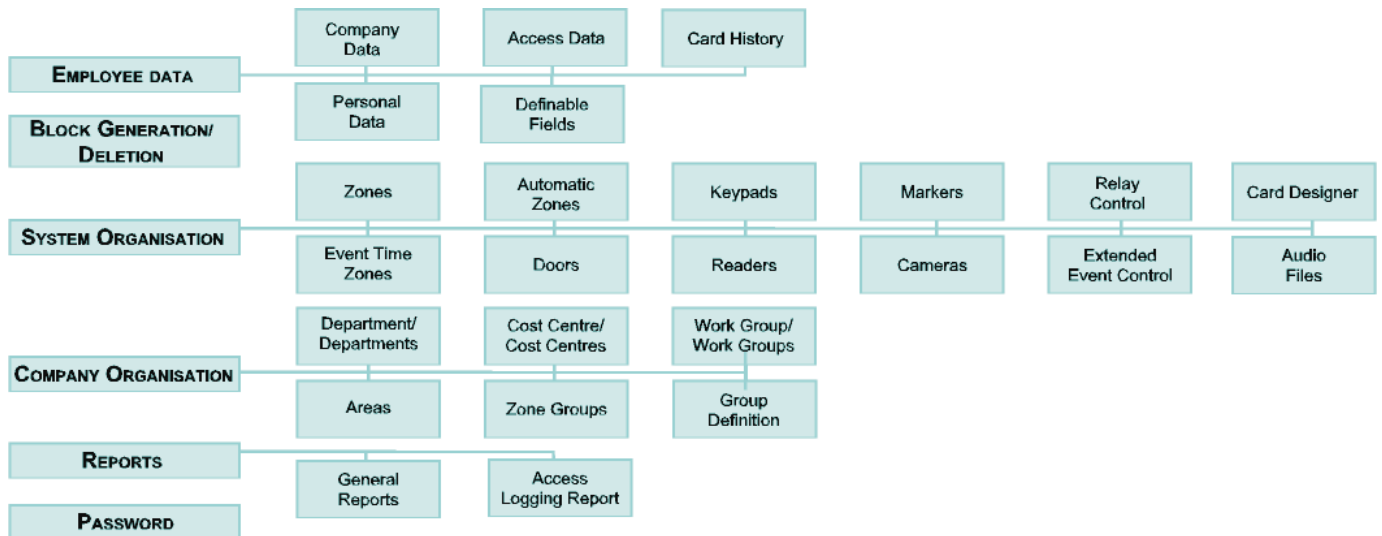 Company
Data
Access Data
Card History
EMPLOYEE DATA
Personal
Data
Definable
Fields
BLOCK GENERATION/
DELETION
Zones
Automatic
Zones
Keypads
Markers
Relay
Control
Card Designer
SYSTEM ORGANISATION
Event Time
Zones
Doors
Readers
Cameras
Extended
Event Control
Audio
Files
Department/
Departments
Cost Centre/
Cost Centres
Work Group/
Work Groups
COMPANY ORGANISATION
Areas
Zone Groups
Group
Definition
REPORTS
General
Reports
Access
Logging Report
PASSWORD